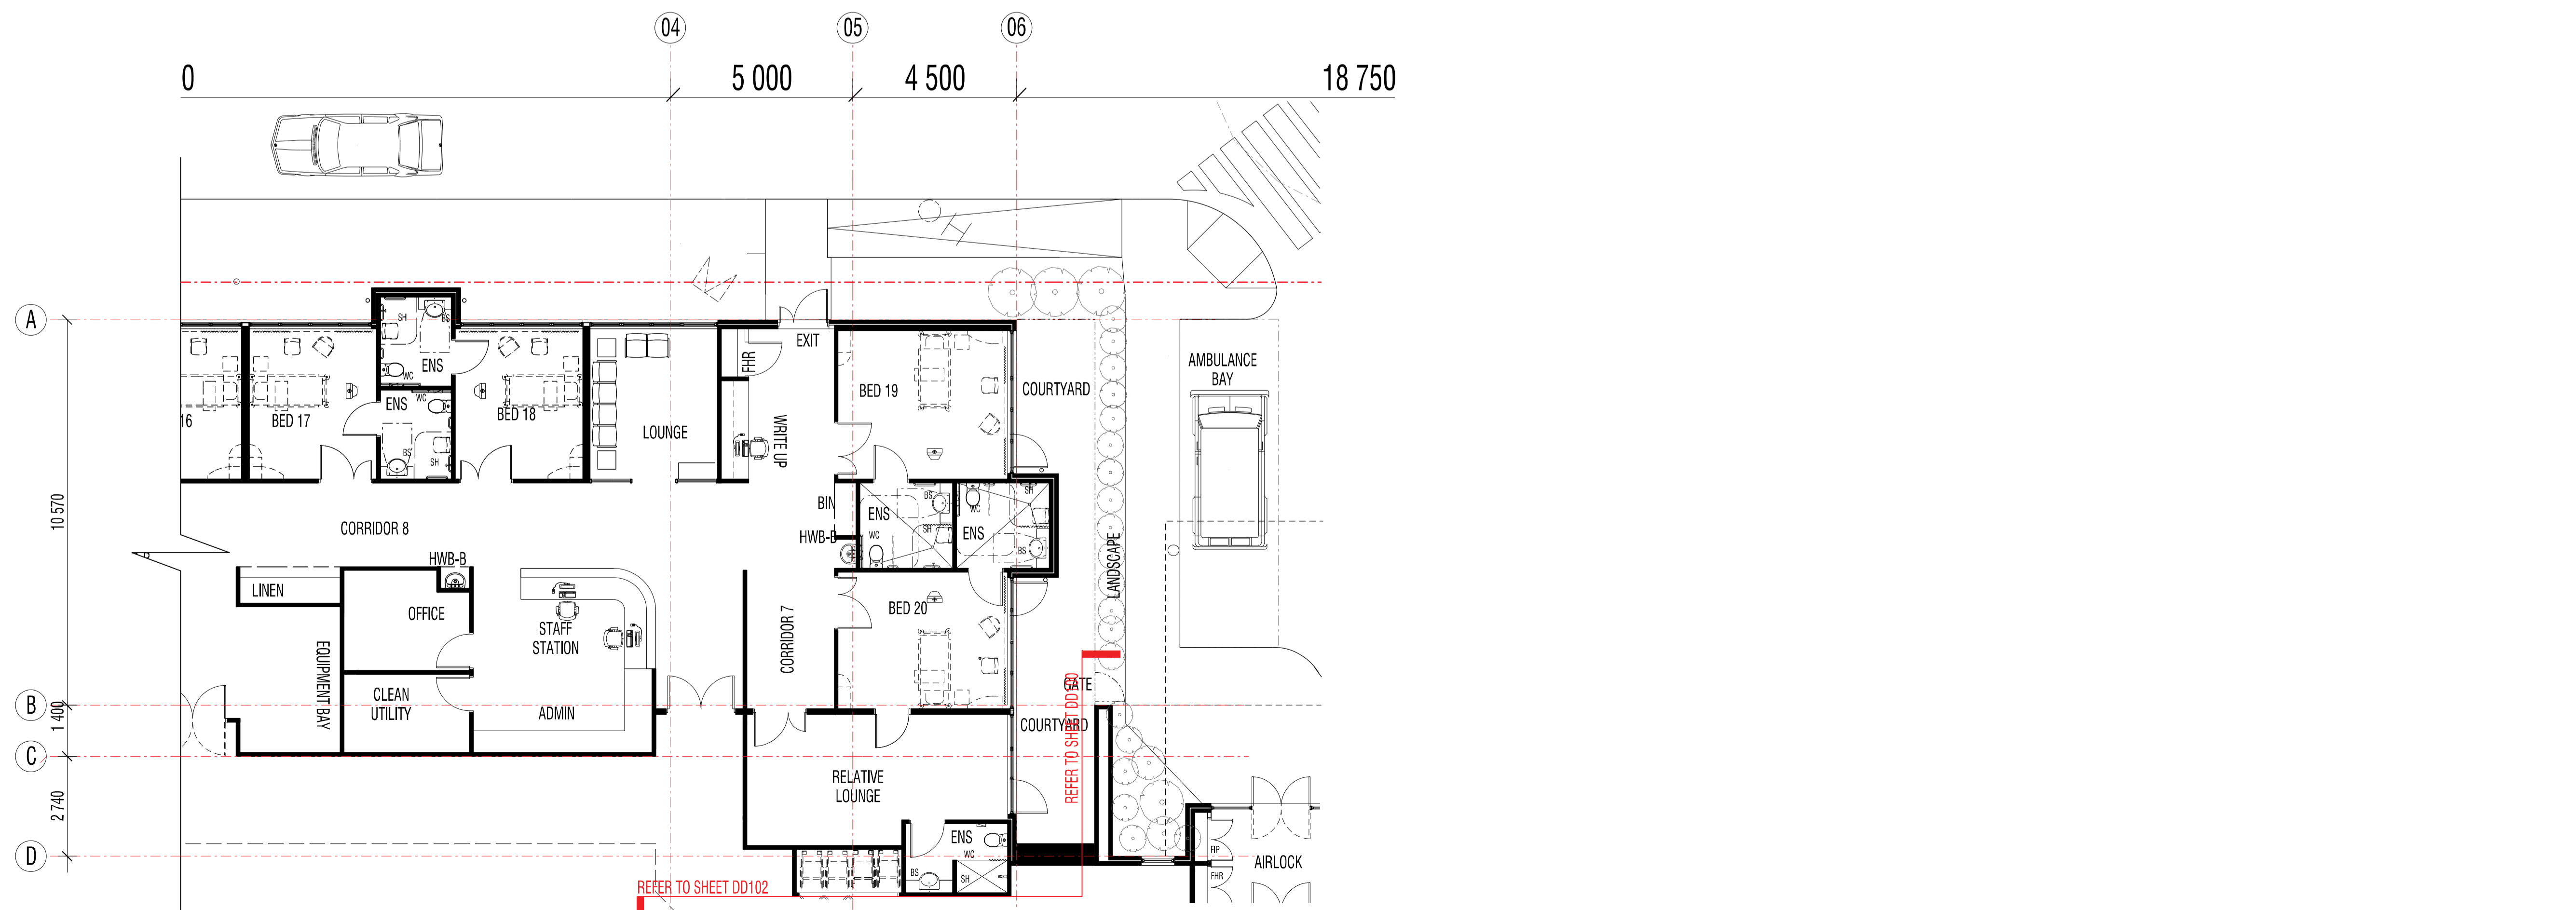 04
05
06
0
5 000
4 500
18 750
A
EXIT
FHR
SH
BS
ENS
WC
AMBULANCE
BAY
COURTYARD
BED 19
ENS
WC
16
BED 17
BED 18
LOUNGE
WRITE UP
BS
SH
10 570
CORRIDOR 8
BIN
HWB-B
BS
ENS
SH
WC
SH
WC
ENS
BS
LANDSCAPE
HWB-B
LINEN
OFFICE
BED 20
STAFF
STATION
CORRIDOR 7
EQUIPMENT BAY
CLEAN
UTILITY
ADMIN
GATE
COURTYARD
B
1 400
C
RELATIVE
LOUNGE
2 740
ENS
WC
D
BS
SH
FIP
FHR
AIRLOCK
REFER TO SHEET DD102